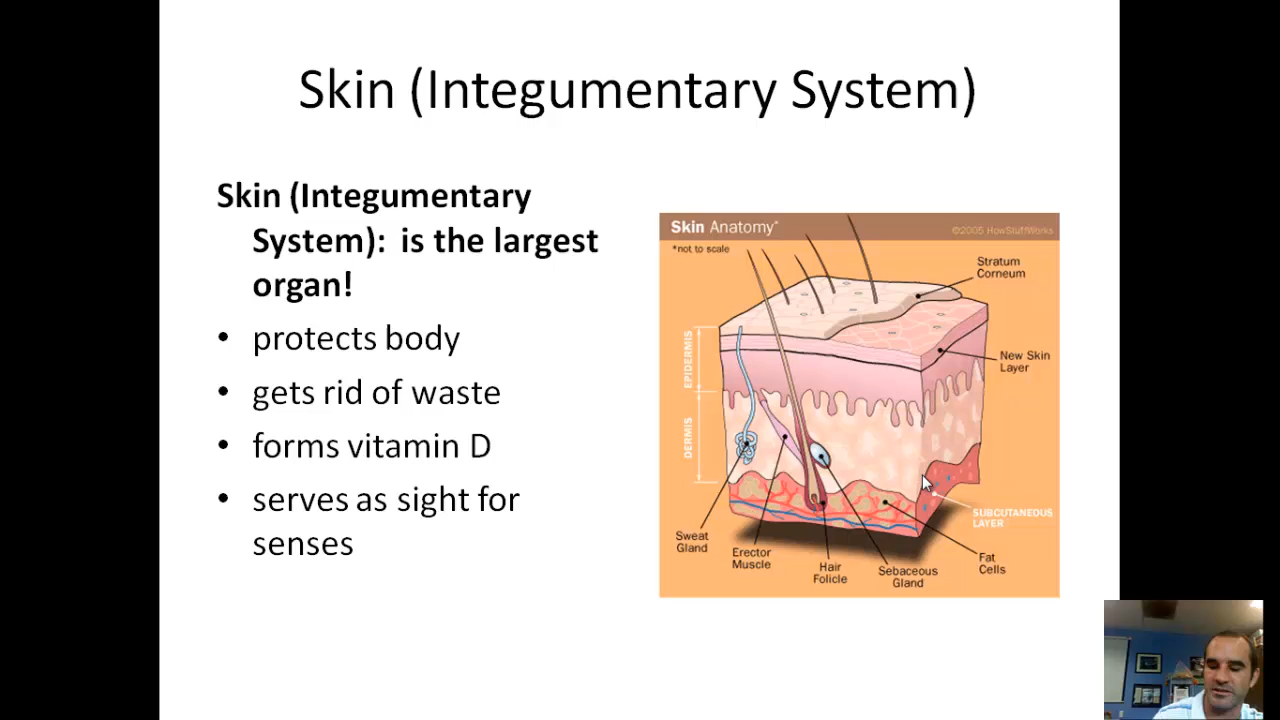 Skin (Integumentary System)
Skin (Integumentary
System):  is the largest
organ!
• protects body
• gets rid of waste
• forms vitamin D
• serves as sight for
senses
Skin Anatomy*
©2005 HowStuffWorks
*not to scale
Stratum
Corneum
EPIDERMIS
New Skin
Layer
DERMIS
SUBCUTANEOUS
LAYER
Sweat
Gland
Erector
Muscle
Hair
Folicle
Sebaceous
Gland
Fat
Cells